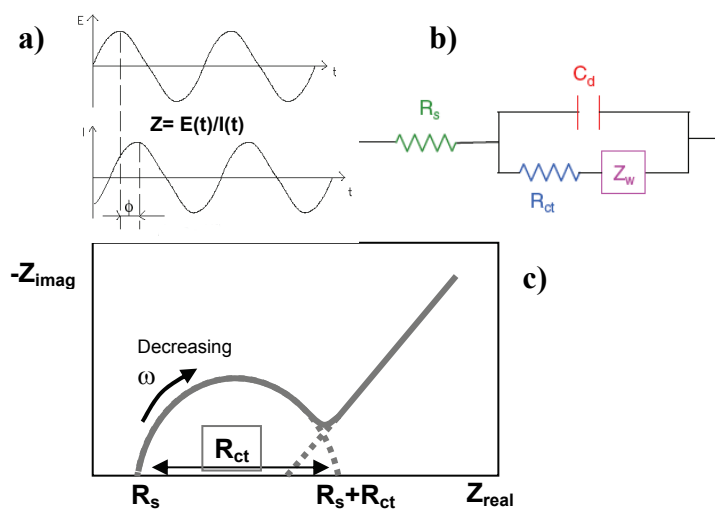 a)
E
t
Z= E(t)/I(t)
I
t
ϕ
b)
Cd
Rs
Rct
Zw
c)
-Zimag
Decreasing
ω
Rct
Rs
Rs+Rct
Zreal